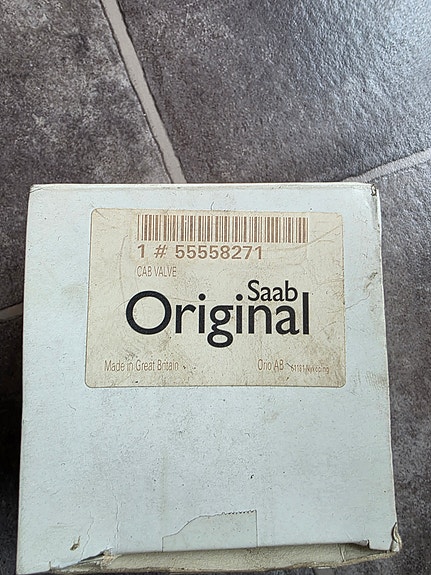 1 # 55558271
CAB VALVE
Saab
Original
Made in Great Britain
Orio AB